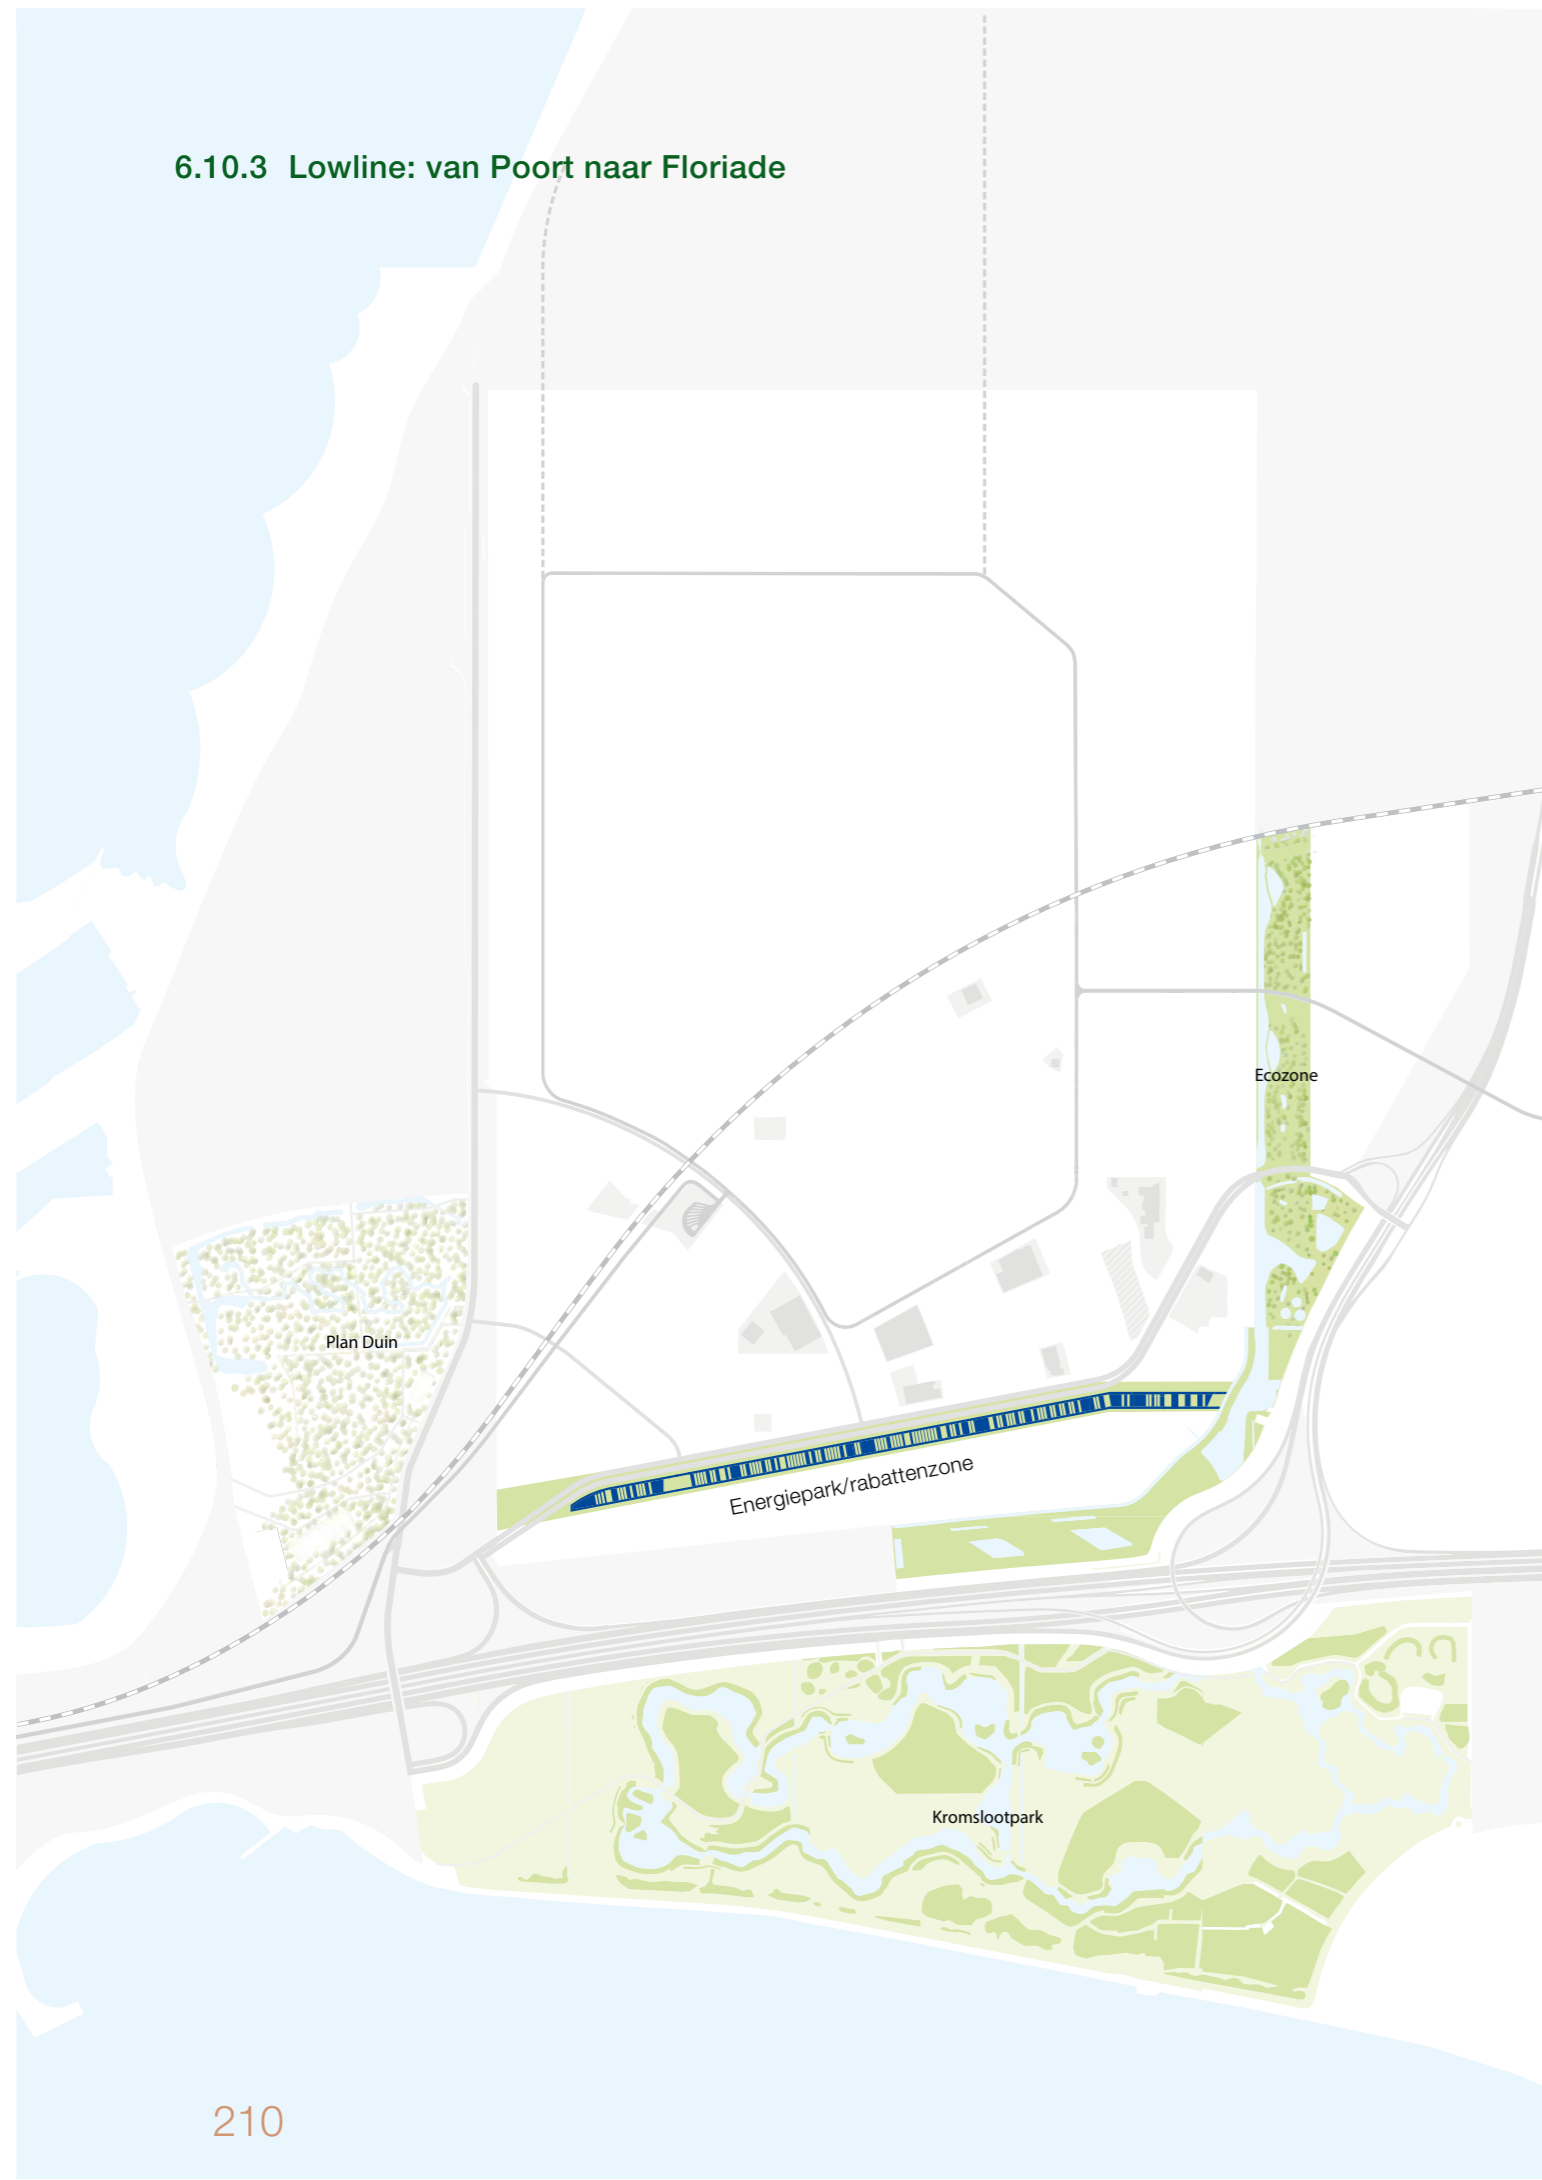 6.10.3 Lowline: van Poort naar Floriade
Ecozone
Plan Duin
Energiepark/rabattenzone
Kromslootpark
210